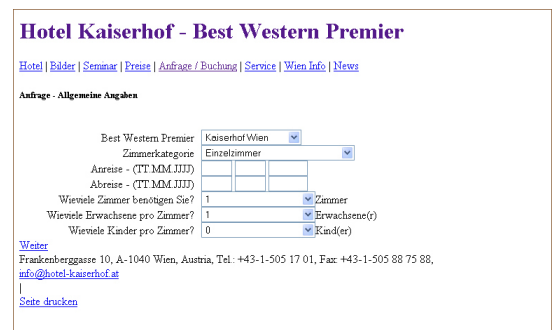 Hotel Kaiserhof - Best Western Premier
Hotel | Bilder | Seminar | Preise | Anfrage / Buchung | Service | Wien Info | News
Anfrage - Allgemeine Angaben
Best Western Premier Kaiserhof Wien
Zimmerkategorie Einzelzimmer
Anreise - (TT.MM.JJJJ)
Abreise - (TT.MM.JJJJ)
Wieviele Zimmer benötigen Sie? 1 Zimmer
Wieviele Erwachsene pro Zimmer? 1 Erwachsene(r)
Wieviele Kinder pro Zimmer? 0 Kind(er)
Weiter
Frankenberggasse 10, A-1040 Wien, Austria, Tel.: +43-1-505 17 01, Fax: +43-1-505 88 75 88,
info@hotel-kaiserhof.at
|
Seite drucken